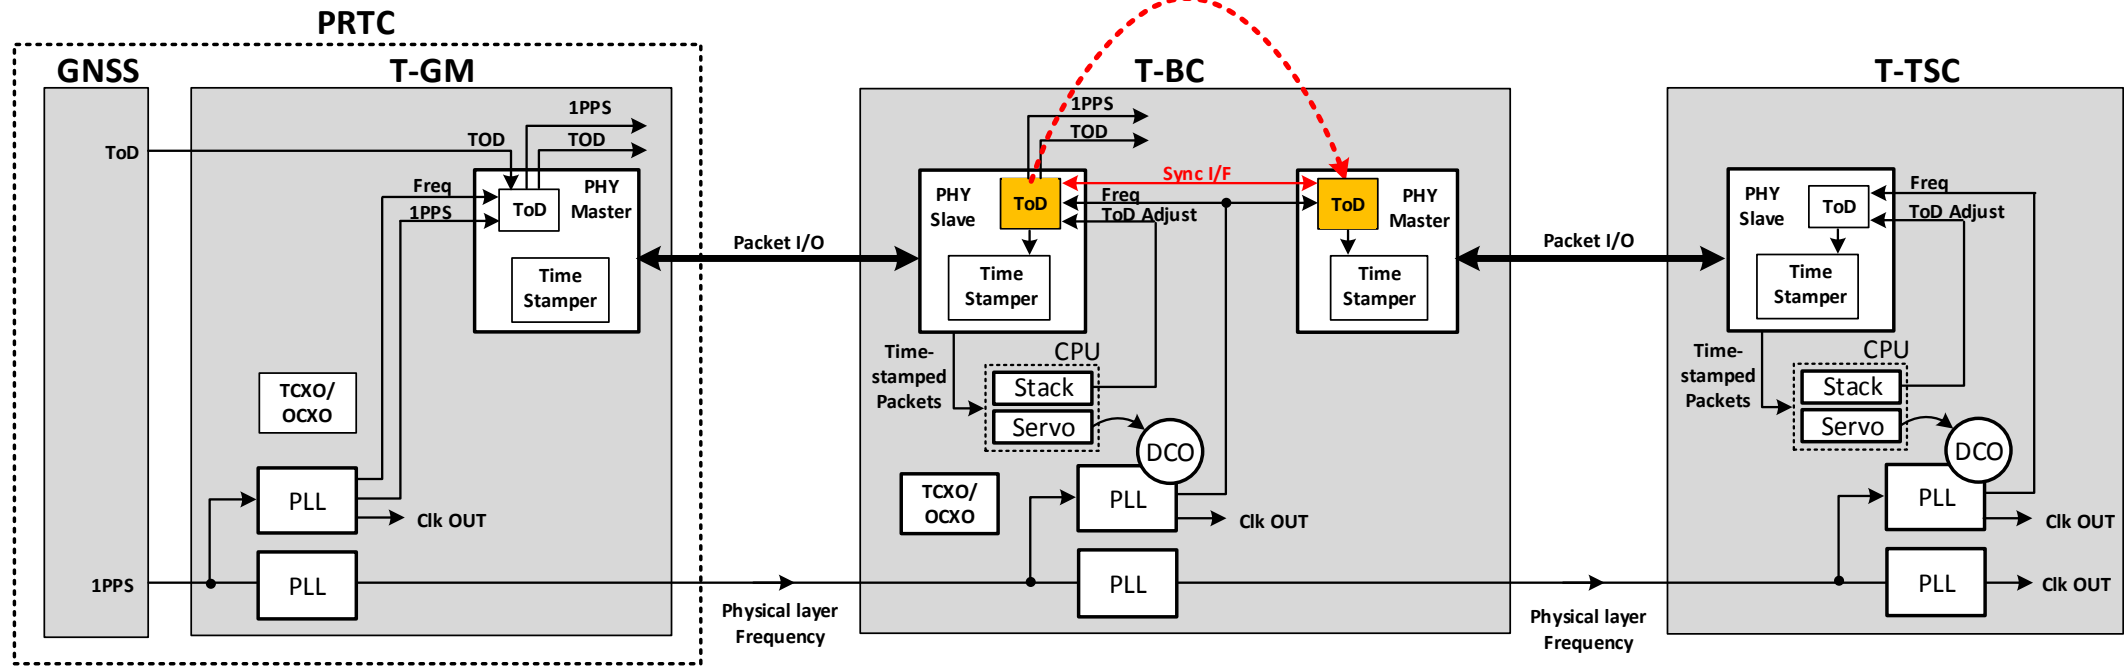 PRTC
GNSS
T-GM
ToD
1PPS
TOD
TOD
Freq
1PPS
ToD
PHY
Master
Time
Stamper
TCXO/
OCXO
PLL
Clk OUT
1PPS
PLL
Packet I/O
Physical layer
Frequency
T-BC
1PPS
TOD
PHY
Slave
ToD
Sync I/F
Freq
ToD Adjust
ToD
PHY
Master
Time
Stamper
Time
Stamper
Time-
stamped
Packets
CPU
Stack
Servo
DCO
TCXO/
OCXO
PLL
Clk OUT
PLL
Packet I/O
Physical layer
Frequency
T-TSC
PHY
Slave
ToD
Freq
ToD Adjust
Time
Stamper
Time-
stamped
Packets
CPU
Stack
Servo
DCO
PLL
Clk OUT
PLL
Clk OUT